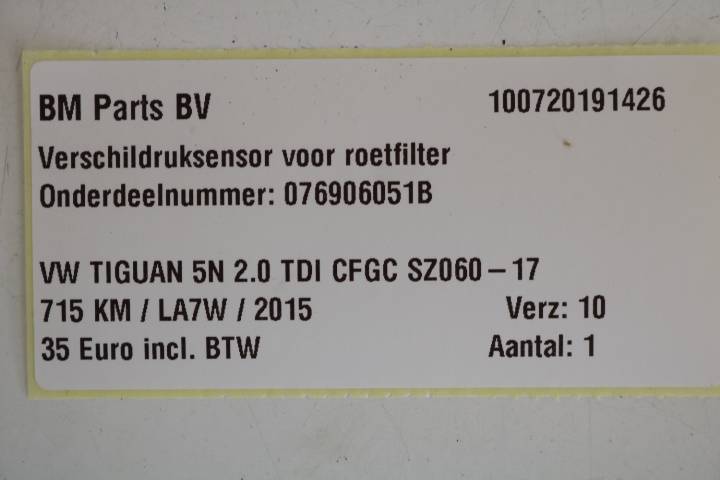 BM Parts BV 100720191426
Verschildruksensor voor roetfilter
Onderdeelnummer: 076906051B
VW TIGUAN 5N 2.0 TDI CFGC SZ060 – 17
715 KM / LA7W / 2015 Verz: 10
35 Euro incl. BTW Aantal: 1